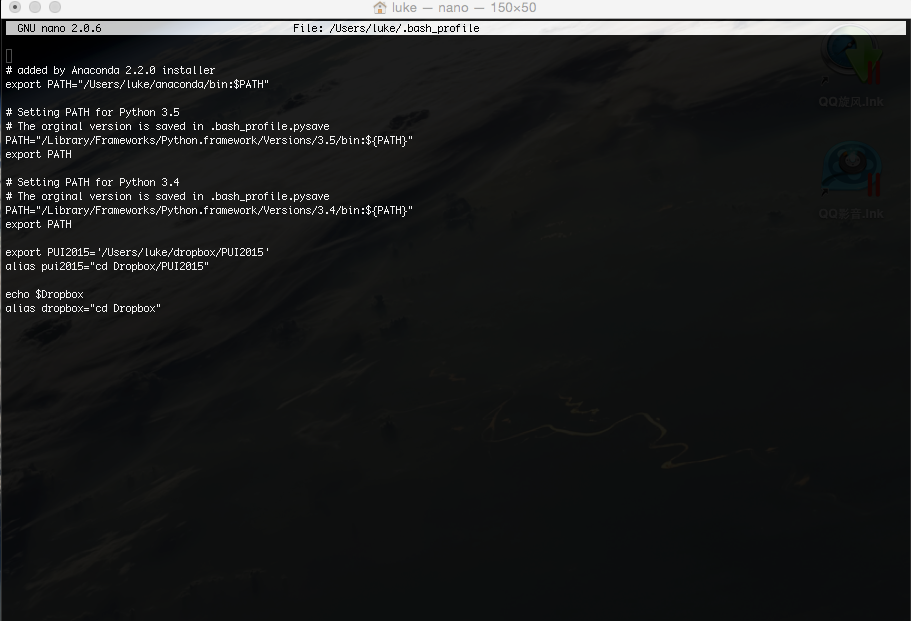 luke — nano — 150×50
GNU nano 2.0.6 File: /Users/luke/.bash_profile
# added by Anaconda 2.2.0 installer
export PATH="/Users/luke/anaconda/bin:$PATH"
# Setting PATH for Python 3.5
# The orginal version is saved in .bash_profile.pysave
PATH="/Library/Frameworks/Python.framework/Versions/3.5/bin:${PATH}"
export PATH
# Setting PATH for Python 3.4
# The orginal version is saved in .bash_profile.pysave
PATH="/Library/Frameworks/Python.framework/Versions/3.4/bin:${PATH}"
export PATH
export PUI2015='/Users/luke/dropbox/PUI2015'
alias pui2015="cd Dropbox/PUI2015"
echo $Dropbox
alias dropbox="cd Dropbox"
QQ旋风.lnk
QQ影音.lnk